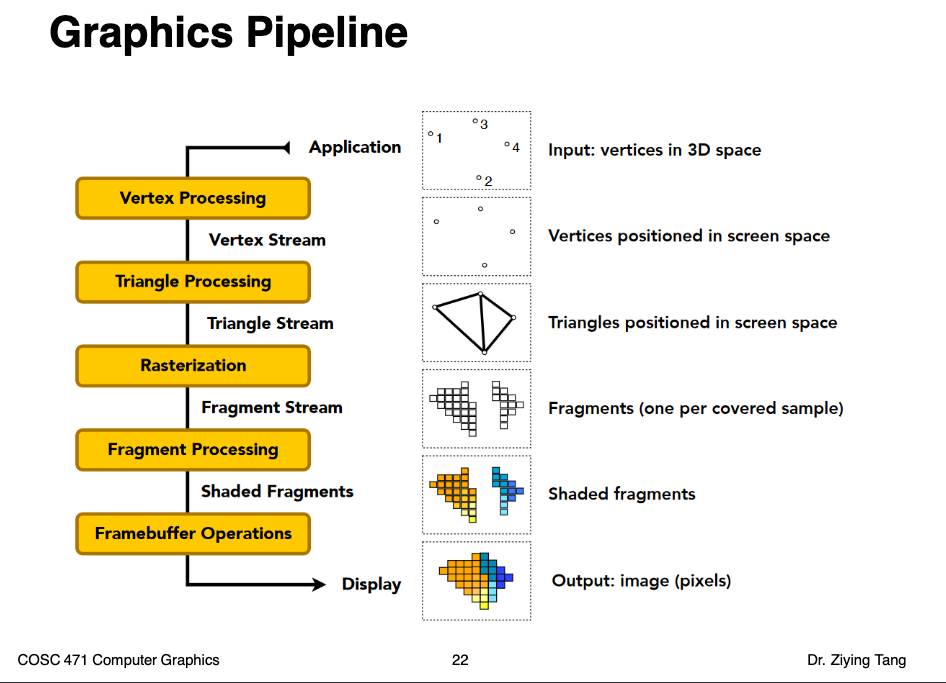 Graphics Pipeline
Application
3
1
4
2
Input: vertices in 3D space
Vertex Processing
Vertex Stream
Vertices positioned in screen space
Triangle Processing
Triangle Stream
Triangles positioned in screen space
Rasterization
Fragment Stream
Fragments (one per covered sample)
Fragment Processing
Shaded Fragments
Shaded fragments
Framebuffer Operations
Display
Output: image (pixels)
COSC 471 Computer Graphics
22
Dr. Ziying Tang